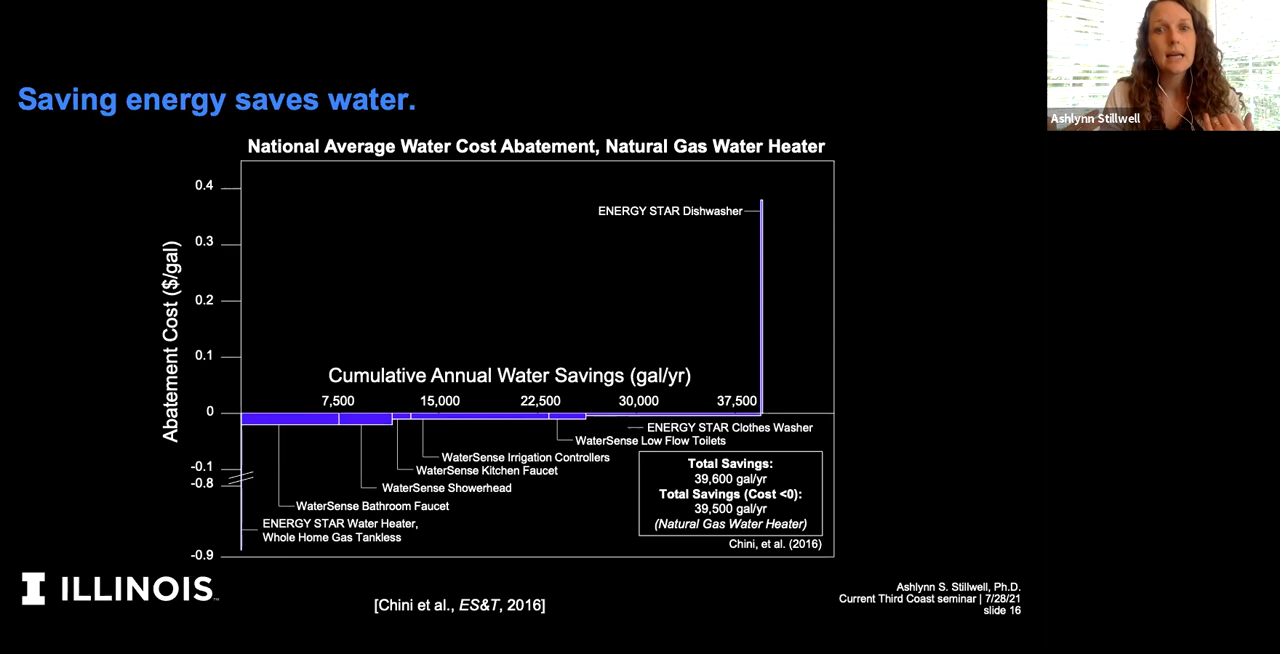 Ashlynn Stillwell
Saving energy saves water.
National Average Water Cost Abatement, Natural Gas Water Heater
Abatement Cost ($/gal)
0.4
0.3
0.2
0.1
0
-0.1
-0.8
-0.9
ENERGY STAR Dishwasher
Cumulative Annual Water Savings (gal/yr)
7,500 15,000 22,500 30,000 37,500
ENERGY STAR Clothes Washer
WaterSense Low Flow Toilets
WaterSense Irrigation Controllers
WaterSense Kitchen Faucet
WaterSense Showerhead
WaterSense Bathroom Faucet
ENERGY STAR Water Heater,
Whole Home Gas Tankless
Total Savings:
39,600 gal/yr
Total Savings (Cost <0):
39,500 gal/yr
(Natural Gas Water Heater)
Chini, et al. (2016)
I ILLINOIS™
[Chini et al., ES&T, 2016]
Ashlynn S. Stillwell, Ph.D.
Current Third Coast seminar | 7/28/21
slide 16